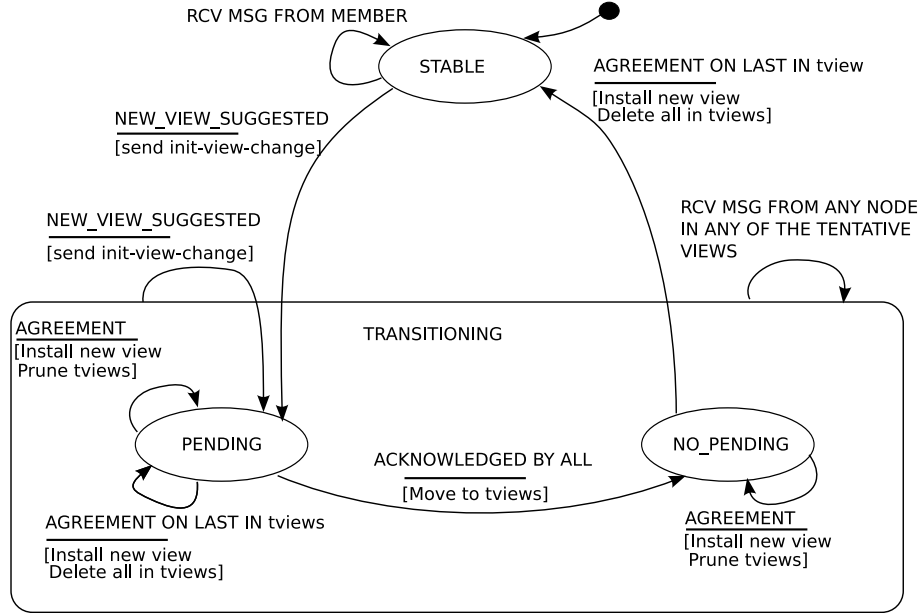 RCV MSG FROM MEMBER
STABLE
AGREEMENT ON LAST IN tview
[Install new view
Delete all in tviews]
NEW_VIEW_SUGGESTED
[send init-view-change]
NEW_VIEW_SUGGESTED
[send init-view-change]
RCV MSG FROM ANY NODE
IN ANY OF THE TENTATIVE
VIEWS
TRANSITIONING
AGREEMENT
[Install new view
Prune tviews]
PENDING
NO_PENDING
ACKNOWLEDGED BY ALL
[Move to tviews]
AGREEMENT ON LAST IN tviews
[Install new view
Delete all in tviews]
AGREEMENT
[Install new view
Prune tviews]